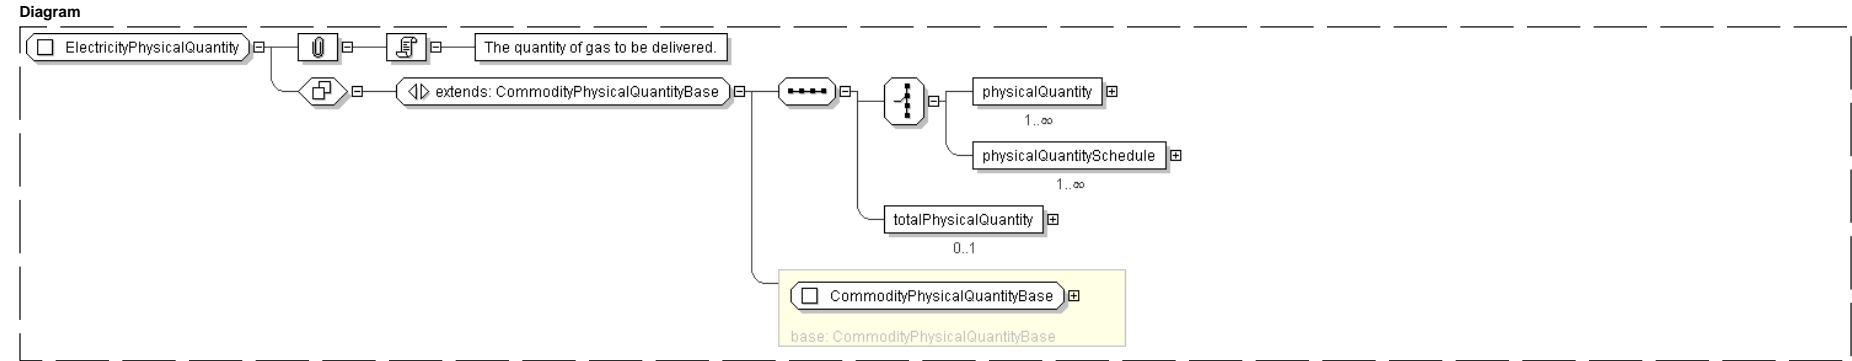 Diagram
ElectricityPhysicalQuantity
The quantity of gas to be delivered.
extends: CommodityPhysicalQuantityBase
physicalQuantity
1..∞
physicalQuantitySchedule
1..∞
totalPhysicalQuantity
0..1
CommodityPhysicalQuantityBase
base: CommodityPhysicalQuantityBase